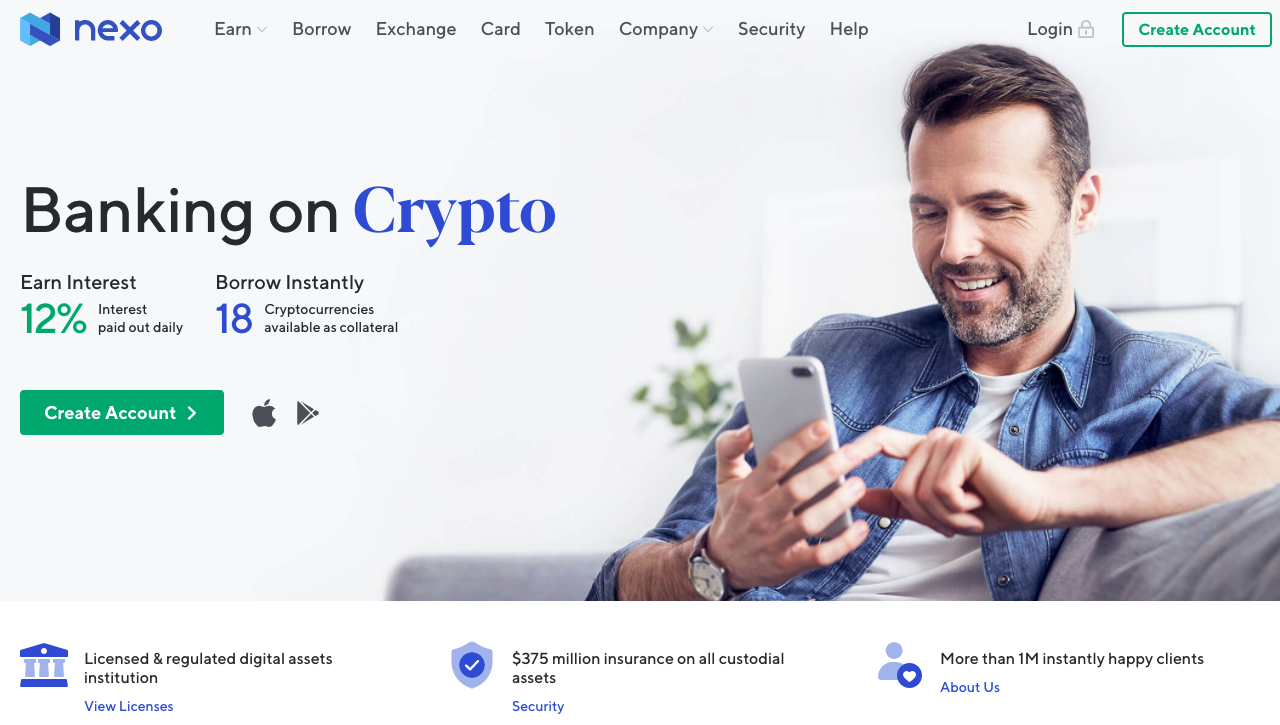 nexo
Earn
Borrow
Exchange
Card
Token
Company
Security
Help
Login
Create Account
Banking on Crypto
Earn Interest
12%
Interest
paid out daily
Borrow Instantly
18
Cryptocurrencies
available as collateral
Create Account
Licensed & regulated digital assets
institution
View Licenses
$375 million insurance on all custodial
assets
Security
More than 1M instantly happy clients
About Us